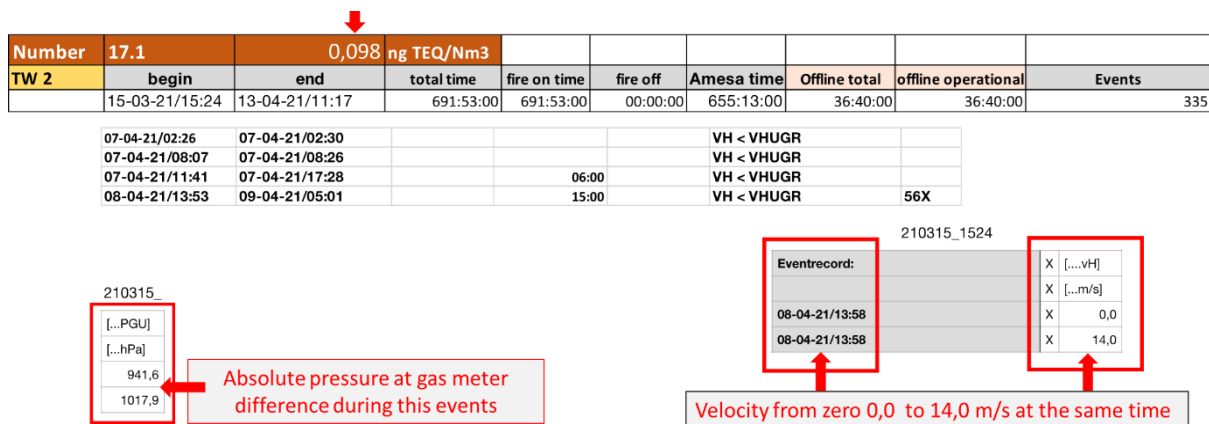 Number 17.1 0,098 ng TEQ/Nm3
TW 2 begin end total time fire on time fire off Amesa time Offline total offline operational Events
15-03-21/15:24 13-04-21/11:17 691:53:00 691:53:00 00:00:00 655:13:00 36:40:00 36:40:00 335
07-04-21/02:26 07-04-21/02:30 VH < VHUGR
07-04-21/08:07 07-04-21/08:26 VH < VHUGR
07-04-21/11:41 07-04-21/17:28 06:00 VH < VHUGR
08-04-21/13:53 09-04-21/05:01 15:00 VH < VHUGR 56X
210315_1524
Eventrecord: X [....vH]
X [...m/s]
08-04-21/13:58 X 0,0
08-04-21/13:58 X 14,0
210315_
[...PGU]
[...hPa]
941,6
1017,9
Absolute pressure at gas meter
difference during this events
Velocity from zero 0,0 to 14,0 m/s at the same time